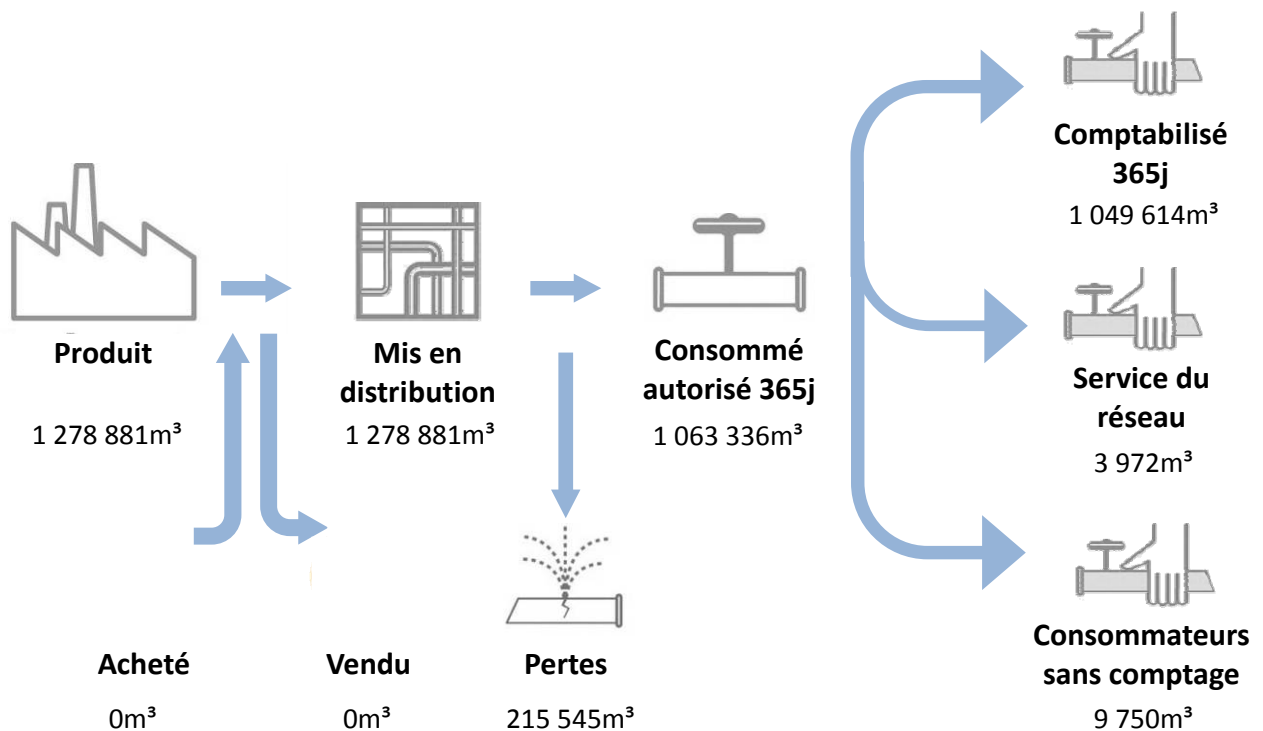 Produit
1 278 881m³
Mis en
distribution
1 278 881m³
Consommé
autorisé 365j
1 063 336m³
Comptabilisé
365j
1 049 614m³
Service du
réseau
3 972m³
Consommateurs
sans comptage
9 750m³
Acheté
0m³
Vendu
0m³
Pertes
215 545m³